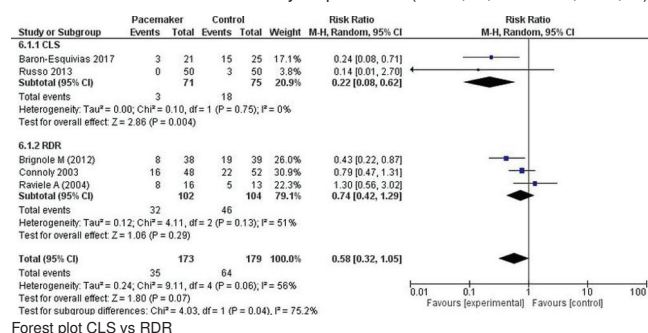 Pacemaker Control Risk Ratio Risk Ratio
Study or Subgroup Events Total Events Total Weight M-H, Random, 95% CI M-H, Random, 95% CI
6.1.1 CLS
Baron-Esquivias 2017 3 21 15 25 17.1% 0.24 [0.08, 0.71]
Russo 2013 0 50 3 50 3.8% 0.14 [0.01, 2.70]
Subtotal (95% CI) 71 75 20.9% 0.22 [0.08, 0.62]
Total events 3 18
Heterogeneity: Tau² = 0.00; Chi² = 0.10, df = 1 (P = 0.75); I² = 0%
Test for overall effect: Z = 2.86 (P = 0.004)
6.1.2 RDR
Brignole M (2012) 8 38 19 39 26.0% 0.43 [0.22, 0.87]
Connoly 2003 16 48 22 52 30.9% 0.79 [0.47, 1.31]
Raviele A (2004) 8 16 5 13 22.3% 1.30 [0.56, 3.02]
Subtotal (95% CI) 102 104 79.1% 0.74 [0.42, 1.29]
Total events 32 46
Heterogeneity: Tau² = 0.12; Chi² = 4.11, df = 2 (P = 0.13); I² = 51%
Test for overall effect: Z = 1.06 (P = 0.29)
Total (95% CI) 173 179 100.0% 0.58 [0.32, 1.05]
Total events 35 64
Heterogeneity: Tau² = 0.24; Chi² = 9.11, df = 4 (P = 0.06); I² = 56%
Test for overall effect: Z = 1.80 (P = 0.07)
Test for subgroup differences: Chi² = 4.03, df = 1 (P = 0.04), I² = 75.2%
0.01 0.1 1 10 100
Favours [experimental] Favours [control]
Forest plot CLS vs RDR